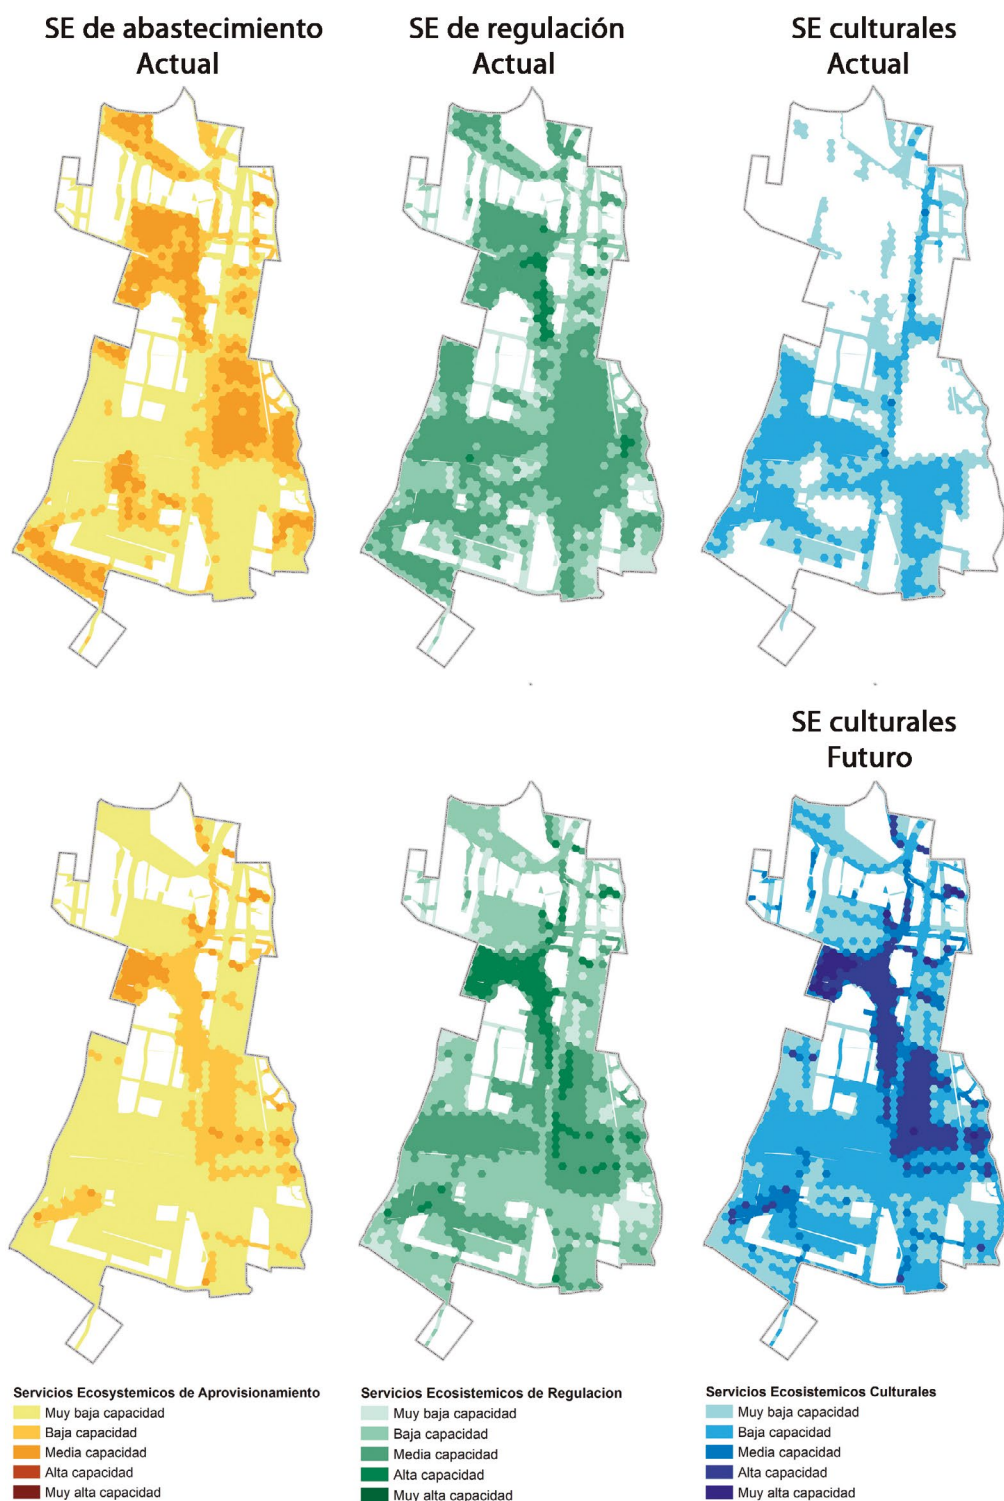 SE de abastecimiento
Actual
SE de regulación
Actual
SE culturales
Actual
SE culturales
Futuro
Servicios Ecosystemicos de Aprovisionamiento
Muy baja capacidad
Baja capacidad
Media capacidad
Alta capacidad
Muy alta capacidad
Servicios Ecosistemicos de Regulacion
Muy baja capacidad
Baja capacidad
Media capacidad
Alta capacidad
Muy alta capacidad
Servicios Ecosistemicos Culturales
Muy baja capacidad
Baja capacidad
Media capacidad
Alta capacidad
Muy alta capacidad